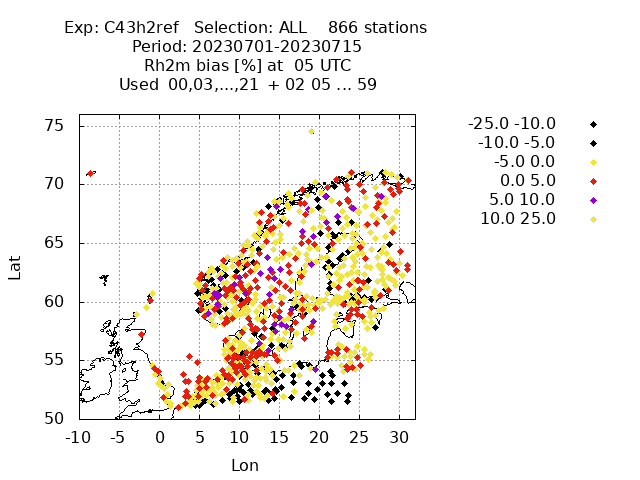 Exp: C43h2ref   Selection: ALL    866 stations
Period: 20230701-20230715
Rh2m bias [%] at  05 UTC
Used  00,03,...,21  + 02 05 ... 59
-25.0 -10.0
-10.0 -5.0
-5.0 0.0
0.0 5.0
5.0 10.0
10.0 25.0
75
70
65
60
55
50
Lat
-10 -5 0 5 10 15 20 25 30
Lon